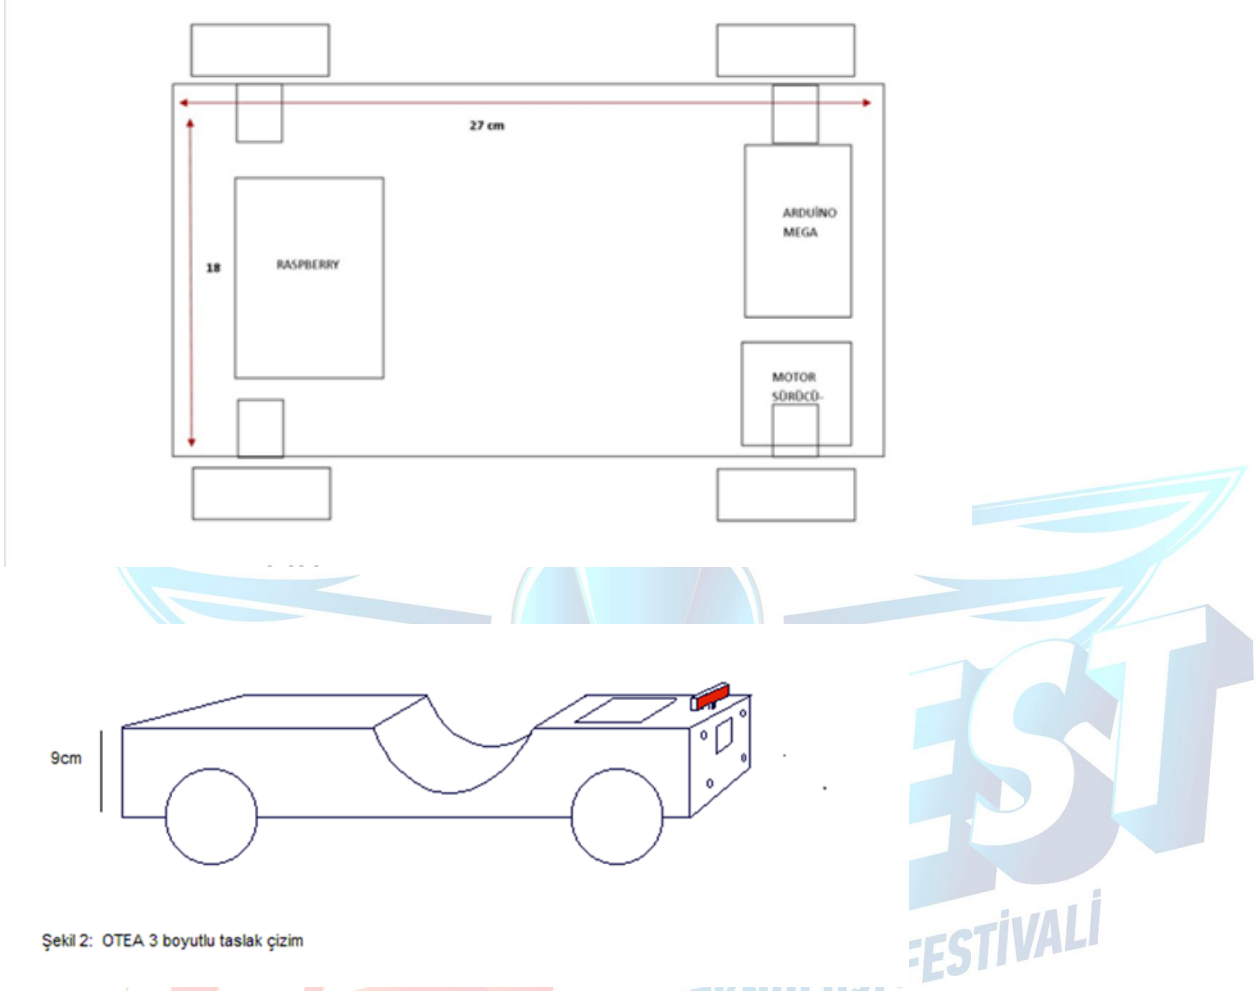 27 cm
ARDUİNO
MEGA
18
RASPBERRY
MOTOR
SÜRÜCÜ-
EST
9cm
FESTİVALİ
Şekil 2: OTEA 3 boyutlu taslak çizim